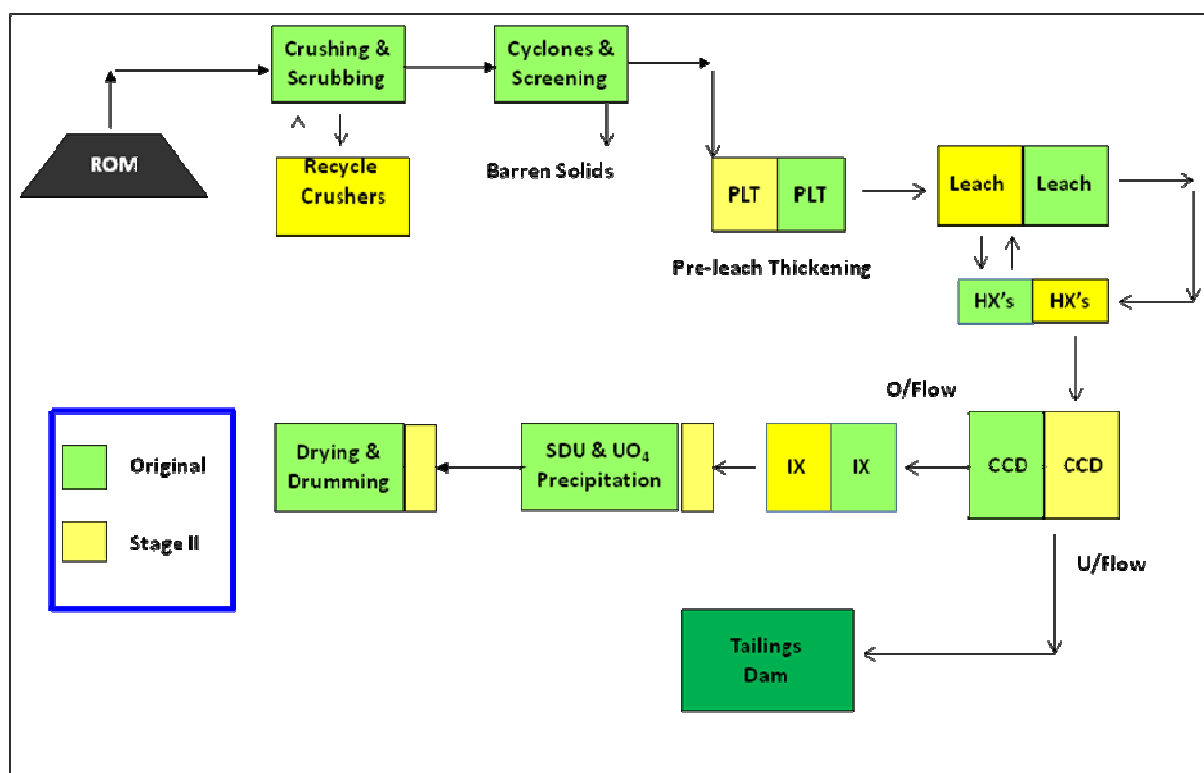 Crushing &
Scrubbing
Cyclones &
Screening
ROM
Recycle
Crushers
Barren Solids
PLT
PLT
Pre-leach Thickening
Leach
Leach
HX's
HX's
O/Flow
Original
Stage II
Drying &
Drumming
SDU & UO₄
Precipitation
IX
IX
CCD
CCD
U/Flow
Tailings
Dam